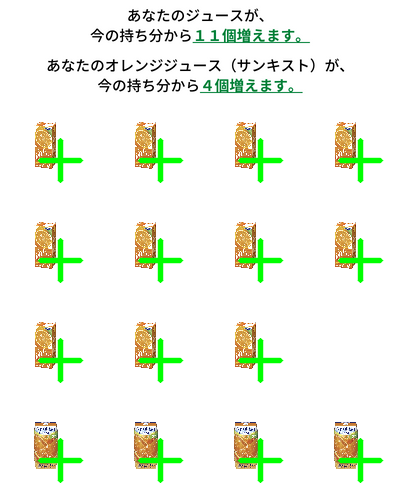 あなたのジュースが、
今の持ち分から１１個増えます。
あなたのオレンジジュース（サンキスト）が、
今の持ち分から４個増えます。